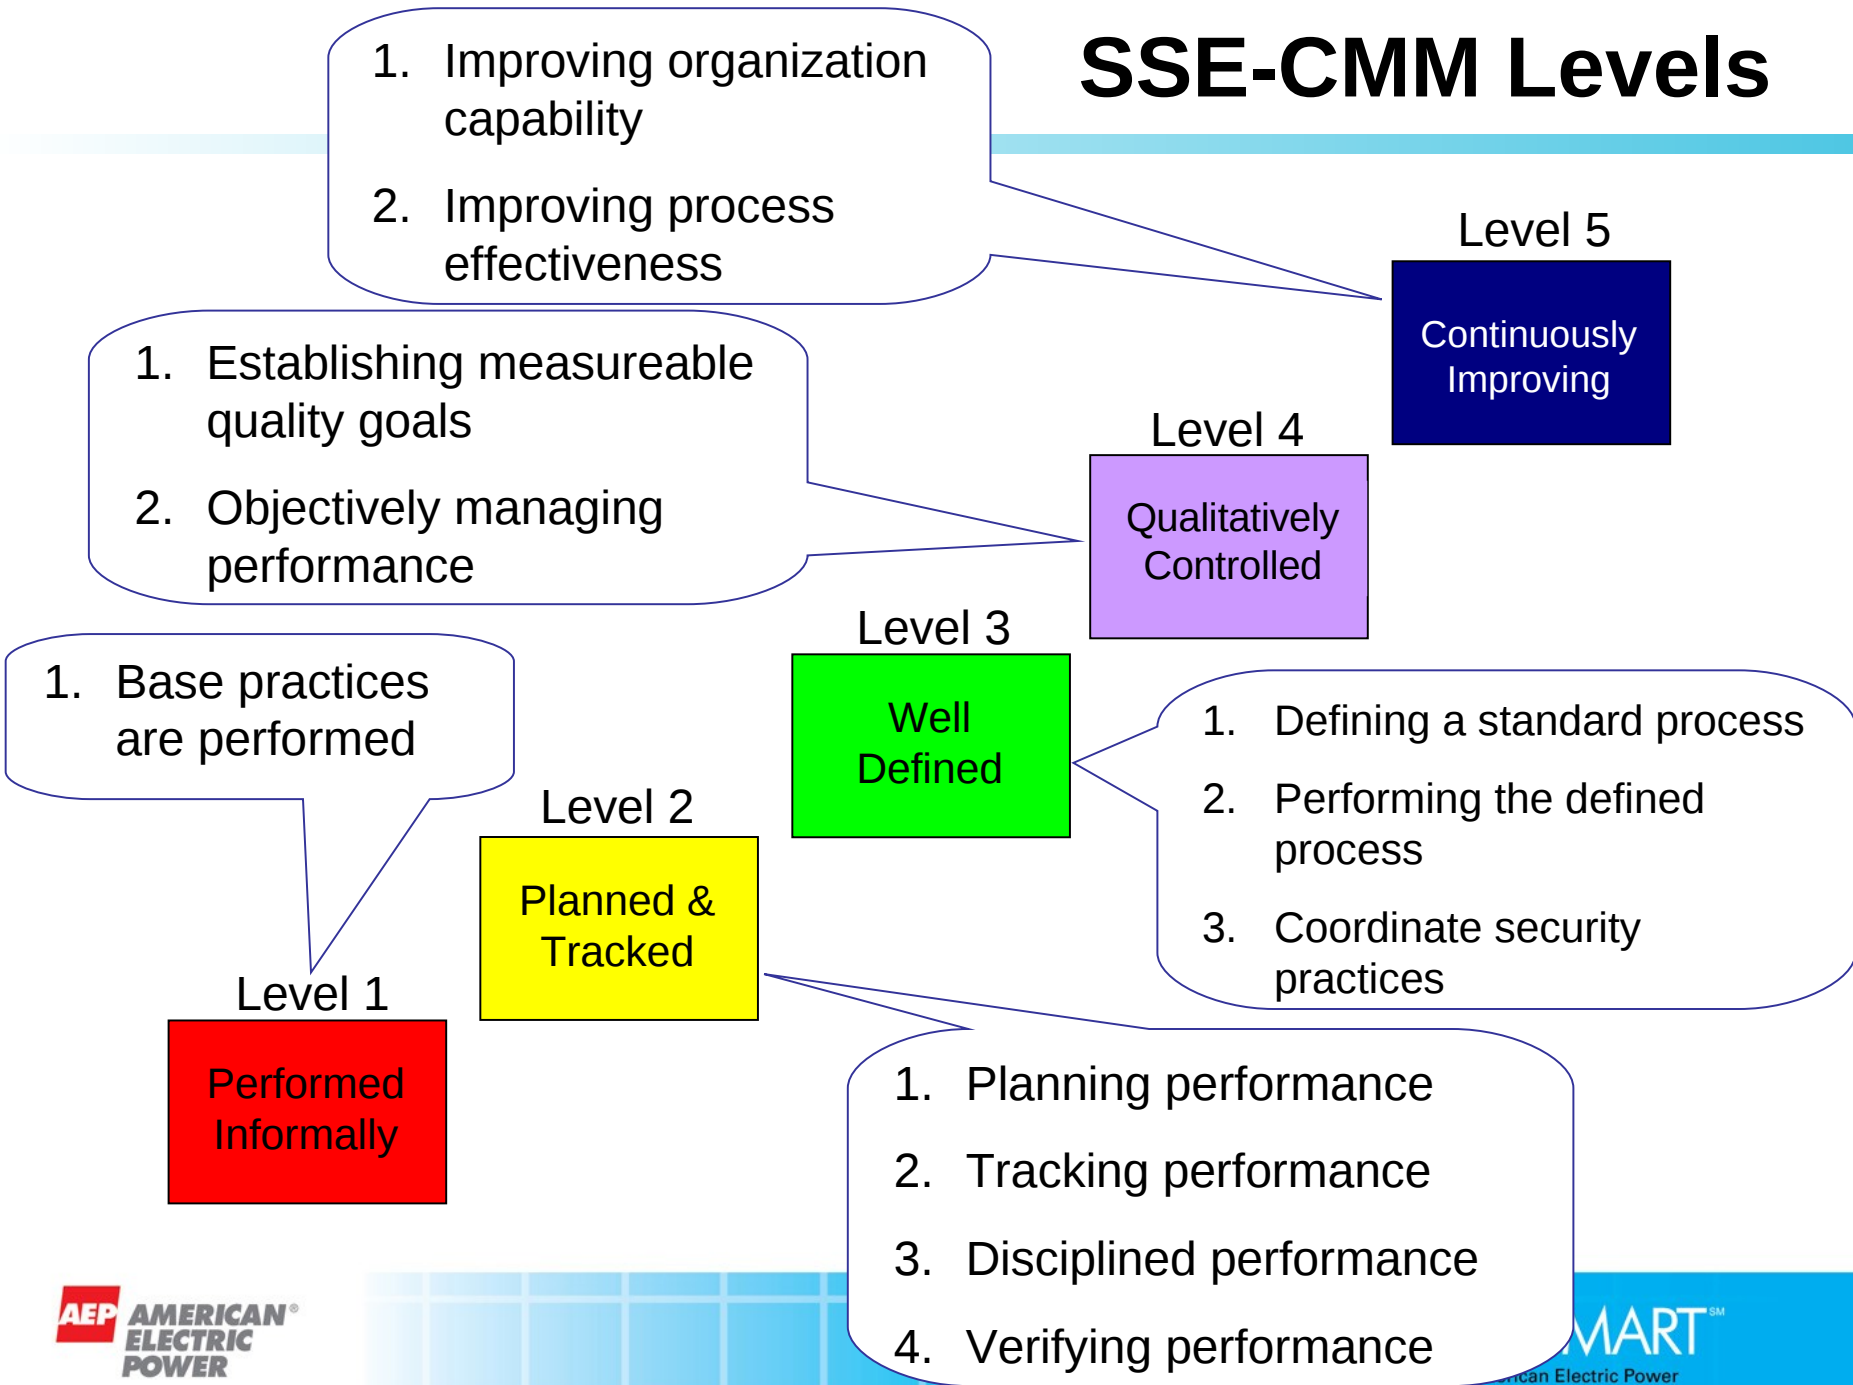 SSE-CMM Levels
1. Improving organization
capability
2. Improving process
effectiveness
Level 5
Continuously
Improving
1. Establishing measureable
quality goals
2. Objectively managing
performance
Level 4
Qualitatively
Controlled
Level 3
Well
Defined
1. Defining a standard process
2. Performing the defined
process
3. Coordinate security
practices
1. Base practices
are performed
Level 2
Planned &
Tracked
Level 1
Performed
Informally
1. Planning performance
2. Tracking performance
3. Disciplined performance
4. Verifying performance
AEP AMERICAN®
ELECTRIC
POWER
MART℠
Electric Power